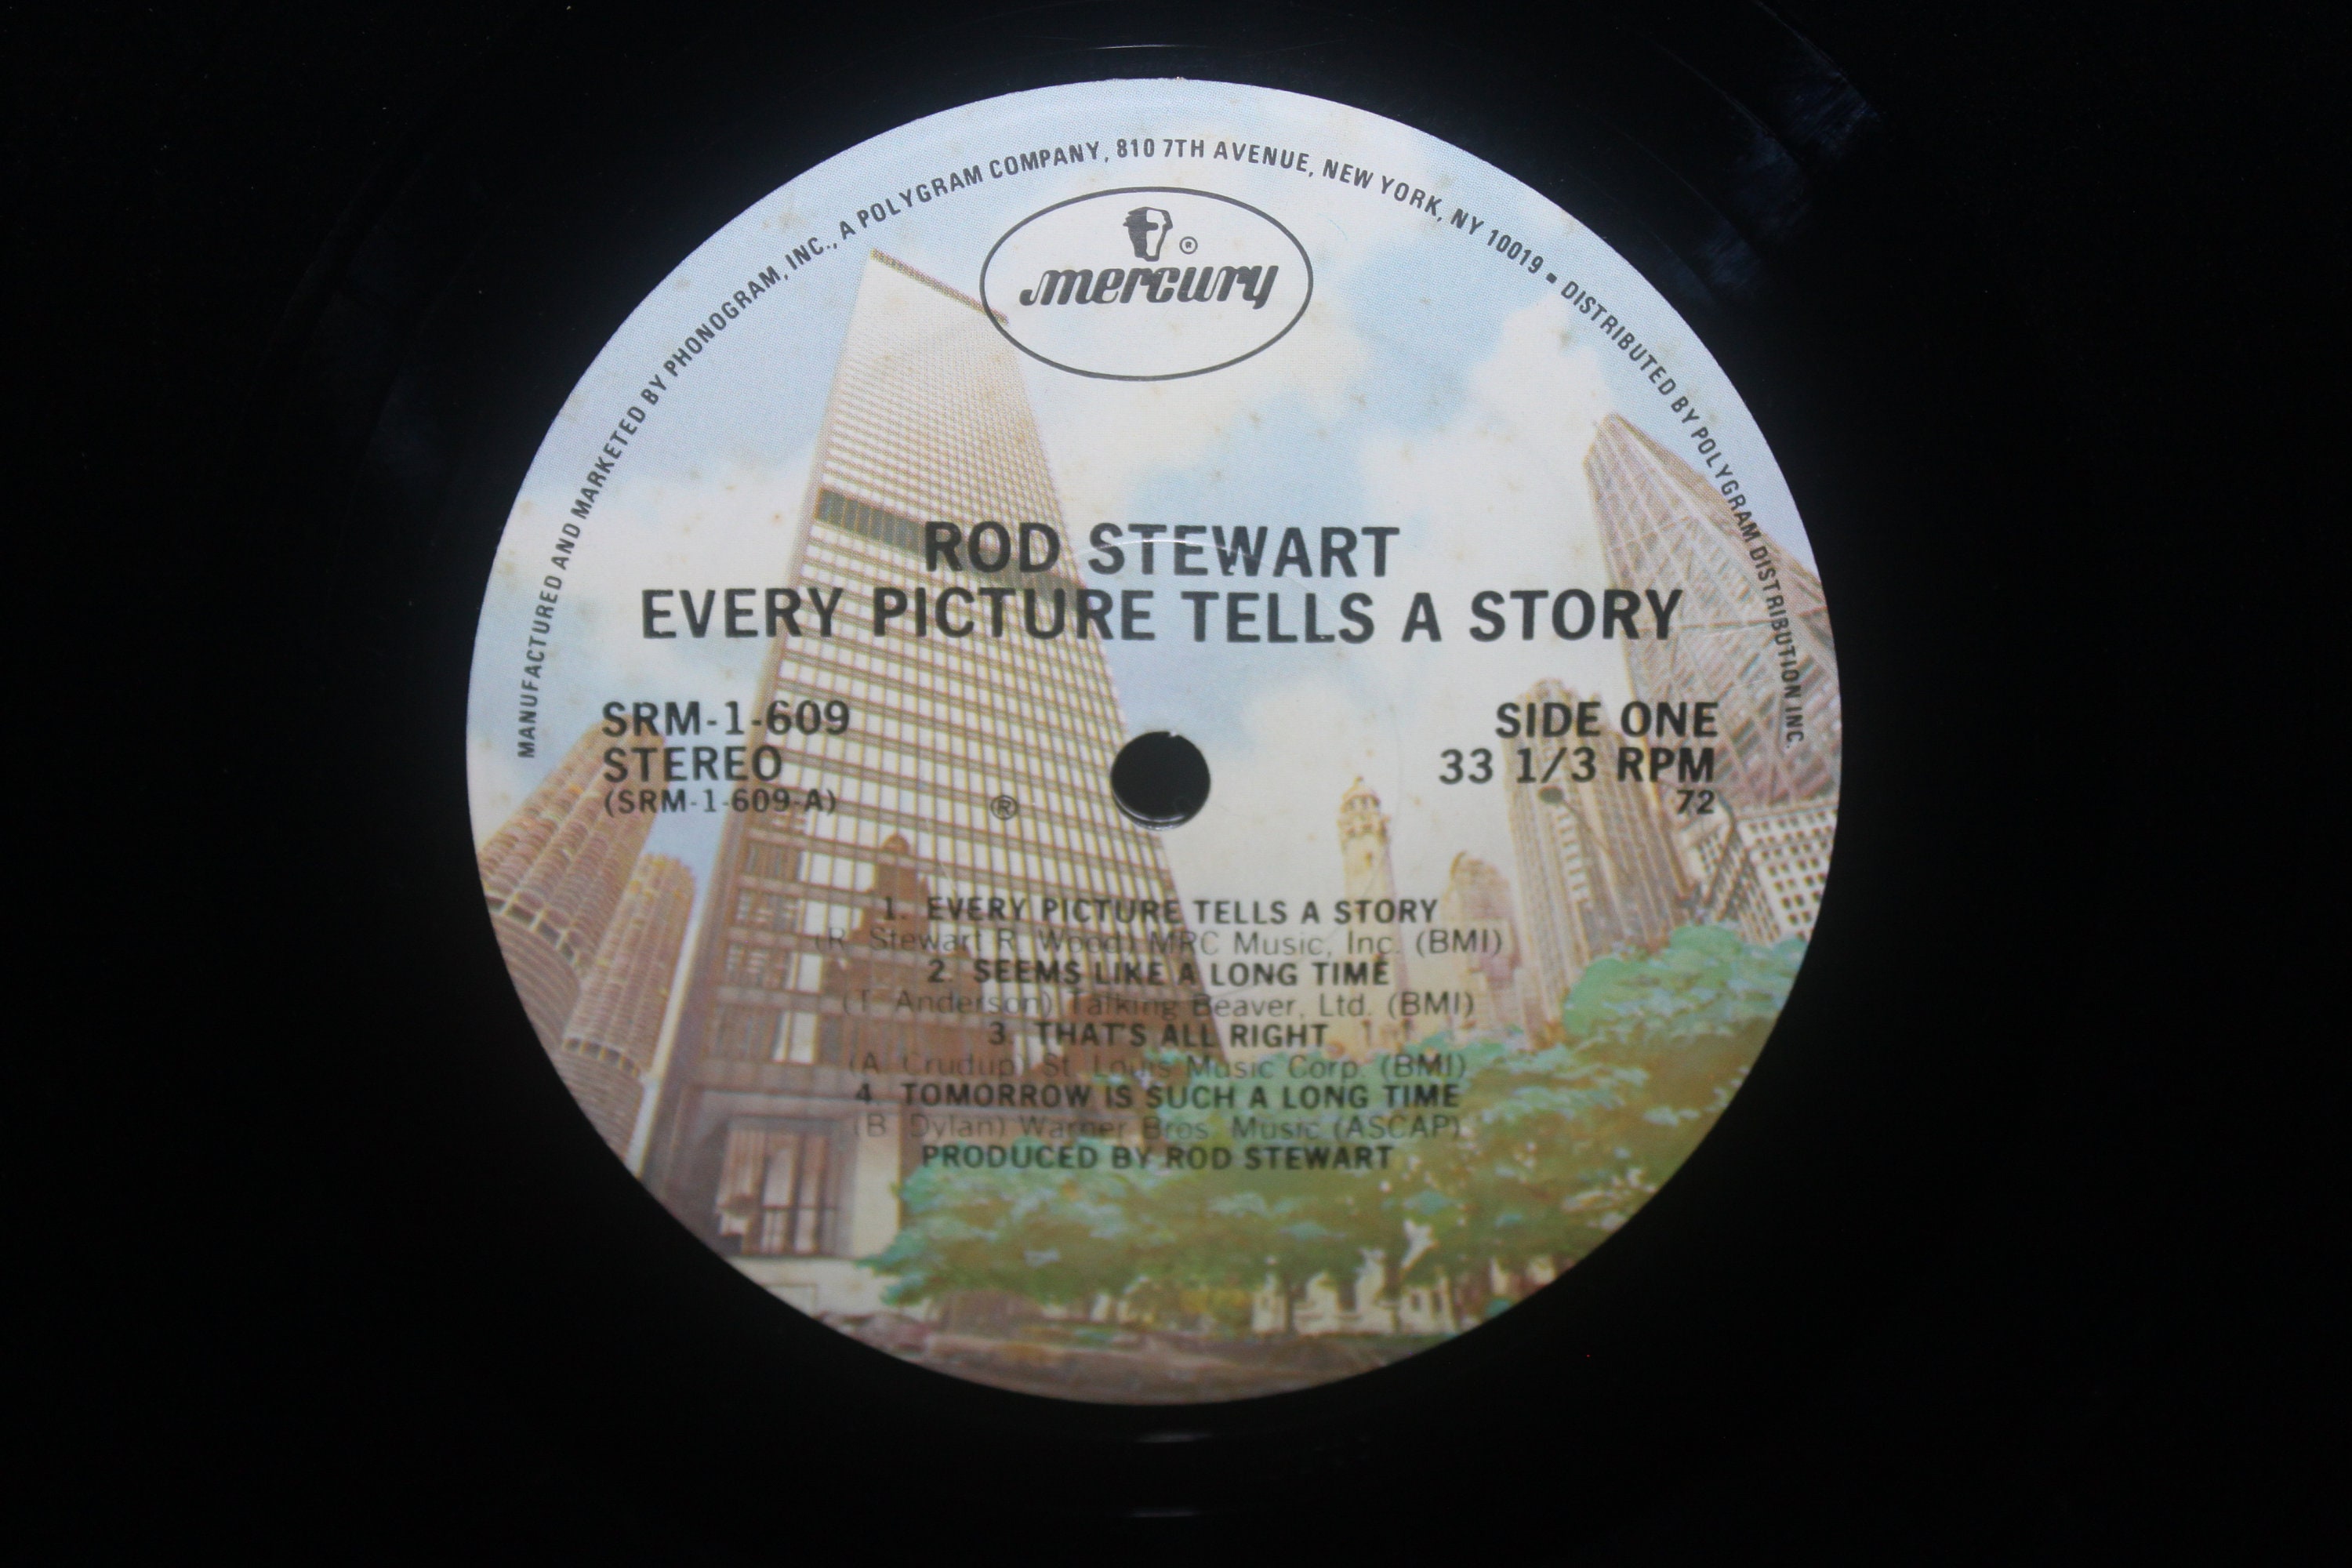 MANUFACTURED AND MARKETED BY PHONOGRAM, INC., A POLYGRAM COMPANY, 810 7TH AVENUE, NEW YORK, NY 10019 ▪ DISTRIBUTED BY POLYGRAM DISTRIBUTION INC.
®
mercury
ROD STEWART
EVERY PICTURE TELLS A STORY
SRM-1-609
STEREO
(SRM-1-609-A)
®
SIDE ONE
33 1/3 RPM
72
1. EVERY PICTURE TELLS A STORY
(R. Stewart R. Wood) MRC Music, Inc. (BMI)
2. SEEMS LIKE A LONG TIME
(T. Anderson) Talking Beaver, Ltd. (BMI)
3. THAT'S ALL RIGHT
(A. Crudup) St. Louis Music Corp. (BMI)
4. TOMORROW IS SUCH A LONG TIME
(B. Dylan) Warner Bros. Music (ASCAP)
PRODUCED BY ROD STEWART